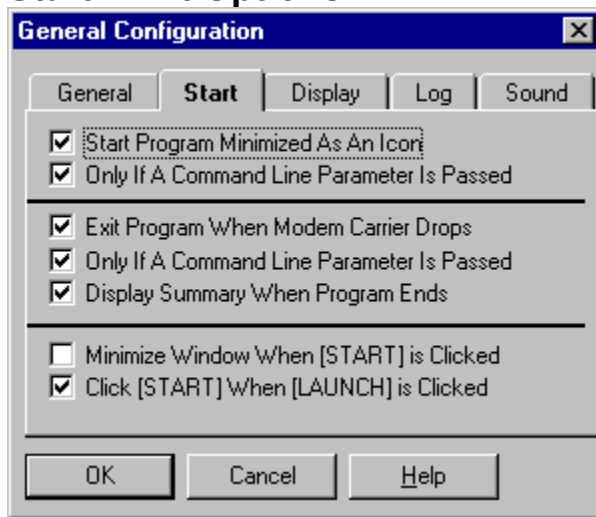 General Configuration
General Start Display Log Sound
Start Program Minimized As An Icon
Only If A Command Line Parameter Is Passed
Exit Program When Modem Carrier Drops
Only If A Command Line Parameter Is Passed
Display Summary When Program Ends
Minimize Window When [START] is Clicked
Click [START] When [LAUNCH] is Clicked
OK Cancel Help